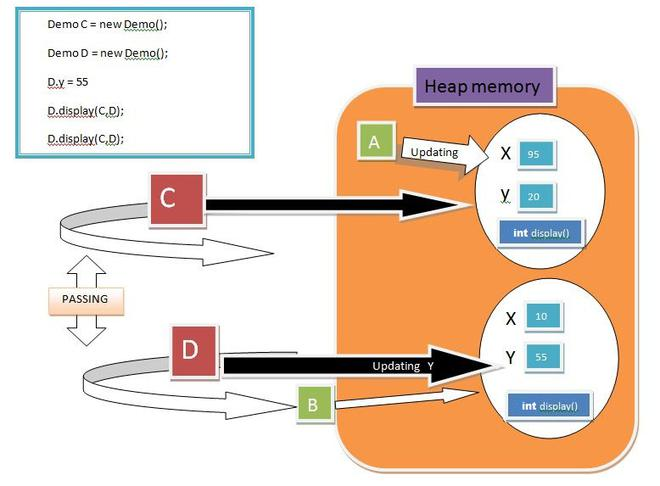 Demo C = new Demo();
Demo D = new Demo();
D.y = 55
D.display(C,D);
D.display(C,D);
Heap memory
A
Updating
X 95
y 20
int display()
C
PASSING
D
Updating Y
B
X 10
Y 55
int display()